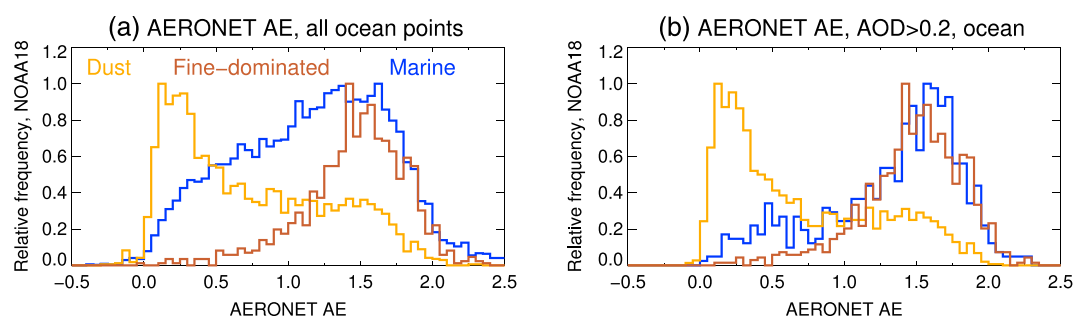 (a) AERONET AE, all ocean points
Relative frequency, NOAA18
1.2
1.0
0.8
0.6
0.4
0.2
0.0
Dust Fine−dominated Marine
−0.5 0.0 0.5 1.0 1.5 2.0 2.5
AERONET AE
(b) AERONET AE, AOD>0.2, ocean
Relative frequency, NOAA18
1.2
1.0
0.8
0.6
0.4
0.2
0.0
−0.5 0.0 0.5 1.0 1.5 2.0 2.5
AERONET AE